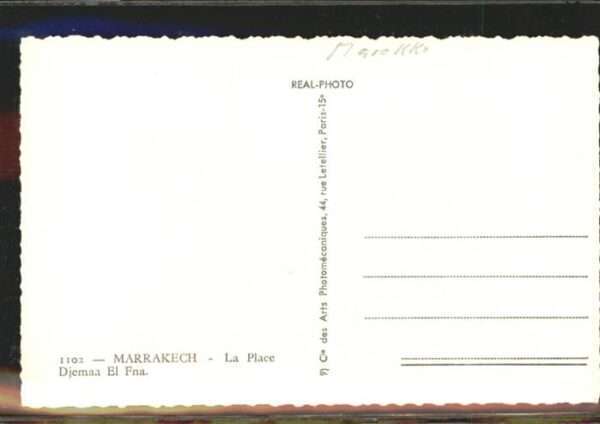 Marokko
REAL-PHOTO
9) Cie des Arts Photomécaniques, 44, rue Letellier, Paris-15e
1102 — MARRAKECH - La Place
Djemaa El Fna.